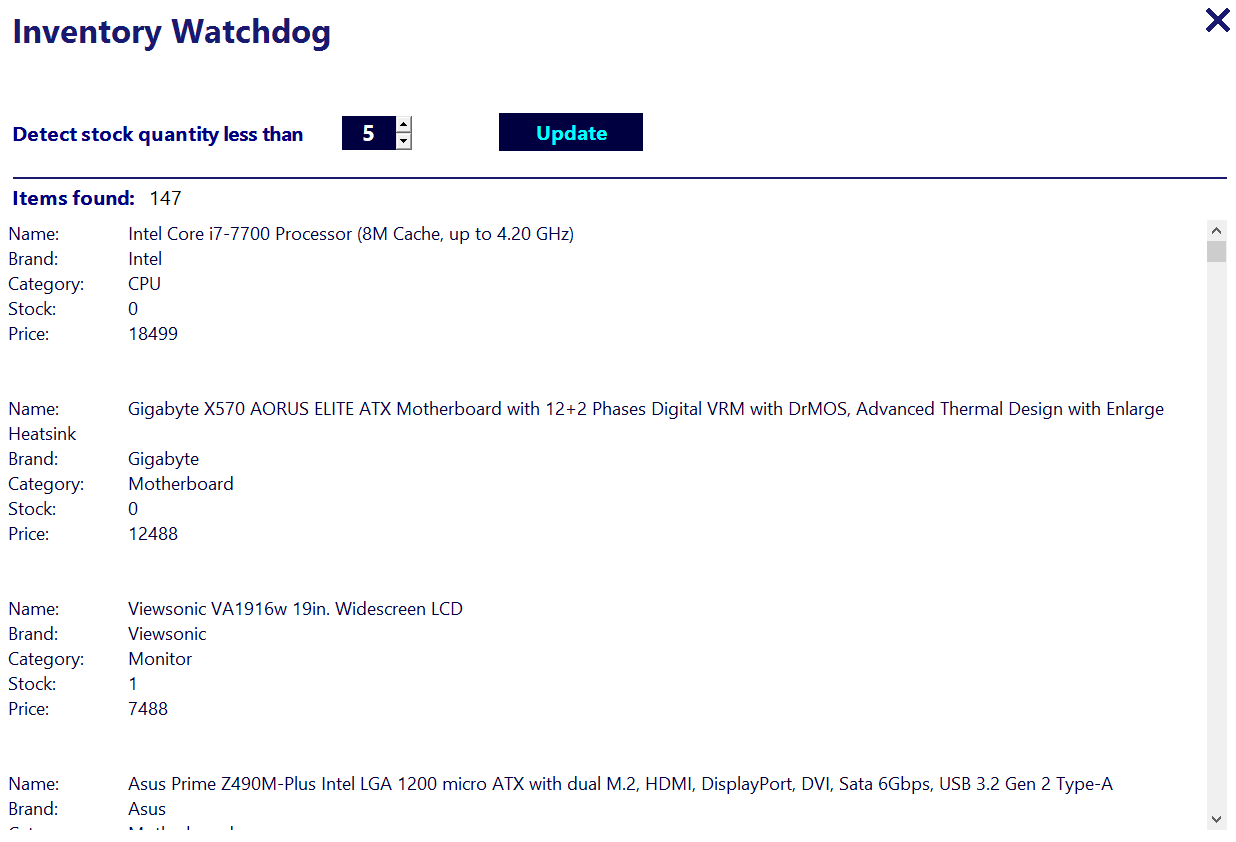 Inventory Watchdog
Detect stock quantity less than 5 Update
Items found: 147
Name: Intel Core i7-7700 Processor (8M Cache, up to 4.20 GHz)
Brand: Intel
Category: CPU
Stock: 0
Price: 18499
Name: Gigabyte X570 AORUS ELITE ATX Motherboard with 12+2 Phases Digital VRM with DrMOS, Advanced Thermal Design with Enlarge
Heatsink
Brand: Gigabyte
Category: Motherboard
Stock: 0
Price: 12488
Name: Viewsonic VA1916w 19in. Widescreen LCD
Brand: Viewsonic
Category: Monitor
Stock: 1
Price: 7488
Name: Asus Prime Z490M-Plus Intel LGA 1200 micro ATX with dual M.2, HDMI, DisplayPort, DVI, Sata 6Gbps, USB 3.2 Gen 2 Type-A
Brand: Asus